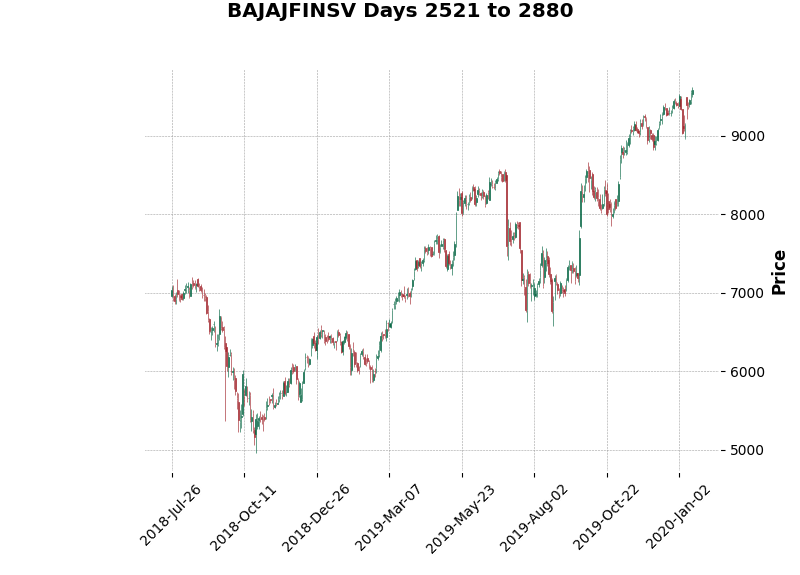 BAJAJFINSV Days 2521 to 2880
9000
8000
7000
6000
5000
Price
2018-Jul-26
2018-Oct-11
2018-Dec-26
2019-Mar-07
2019-May-23
2019-Aug-02
2019-Oct-22
2020-Jan-02